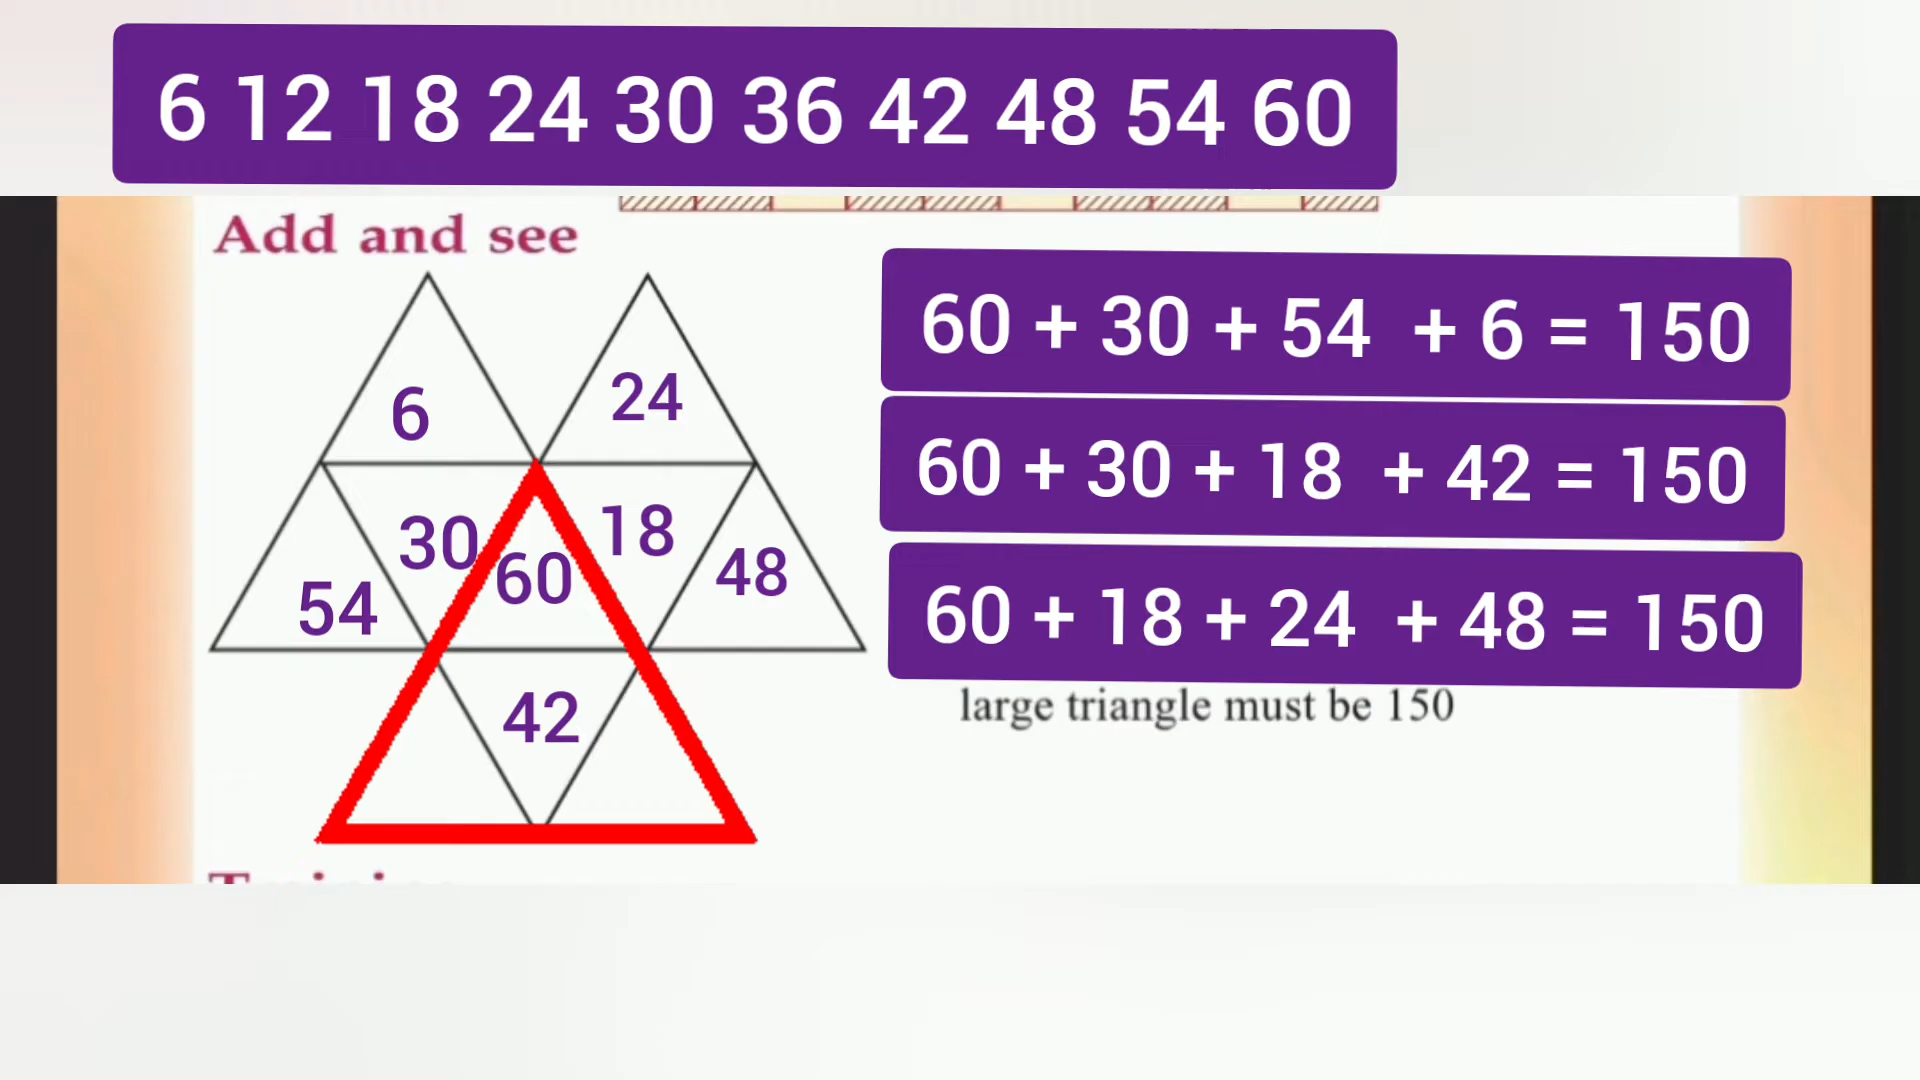 6 12 18 24 30 36 42 48 54 60
Add and see
6
24
30
60
18
48
54
42
60 + 30 + 54 + 6 = 150
60 + 30 + 18 + 42 = 150
60 + 18 + 24 + 48 = 150
large triangle must be 150